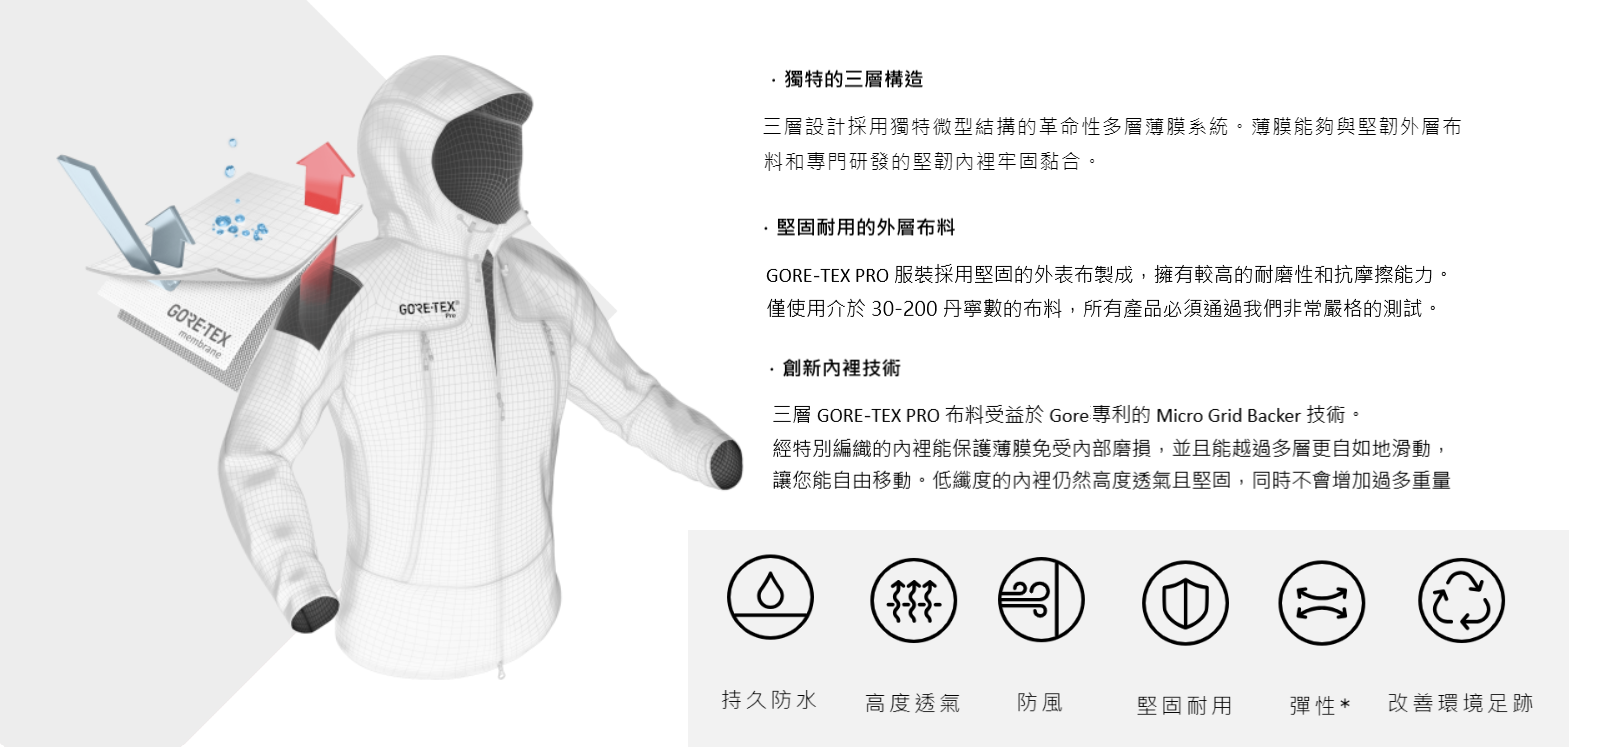 · 獨特的三層構造
三層設計採用獨特微型結構的革命性多層薄膜系統。薄膜能夠與堅韌外層布
料和專門研發的堅韌內裡牢固黏合。
· 堅固耐用的外層布料
GORE-TEX PRO 服裝採用堅固的外表布製成，擁有較高的耐磨性和抗摩擦能力。
僅使用介於 30-200 丹寧數的布料，所有產品必須通過我們非常嚴格的測試。
· 創新內裡技術
三層 GORE-TEX PRO 布料受益於 Gore 專利的 Micro Grid Backer 技術。
經特別編織的內裡能保護薄膜免受內部磨損，並且能越過多層更自如地滑動，
讓您能自由移動。低纖度的內裡仍然高度透氣且堅固，同時不會增加過多重量
GORE-TEX
membrane
GORE-TEX®
Pro
持久防水
高度透氣
防風
堅固耐用
彈性*
改善環境足跡